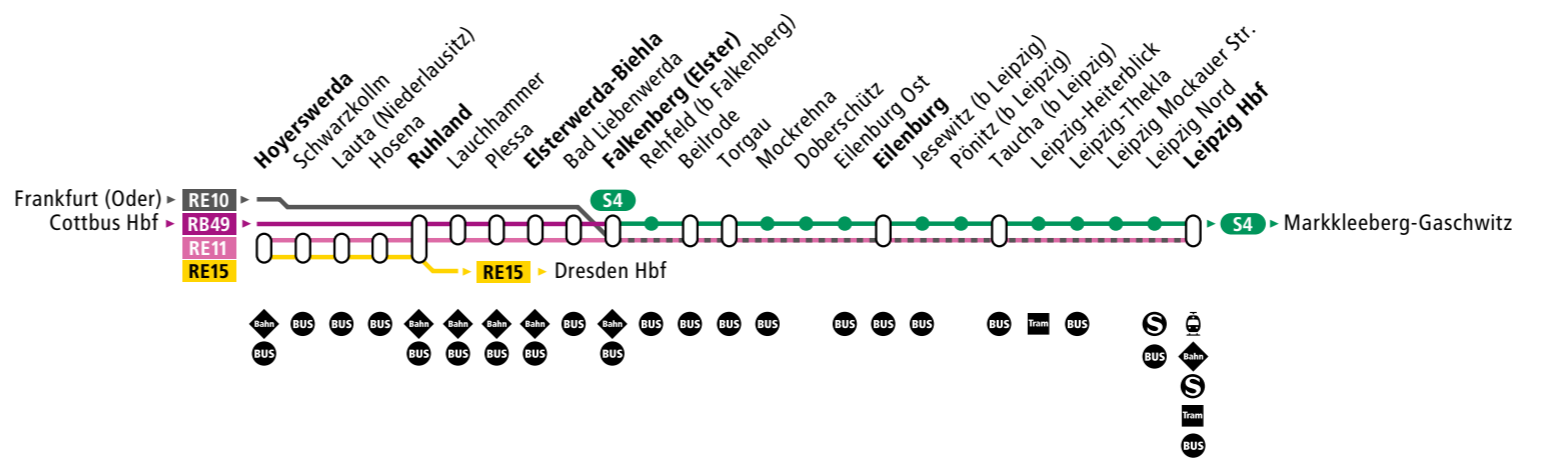 Hoyerswerda
Schwarzkollm
Lauta (Niederlausitz)
Hosena
Ruhland
Lauchhammer
Plessa
Elsterwerda-Biehla
Bad Liebenwerda
Falkenberg (Elster)
Rehfeld (b Falkenberg)
Beilrode
Torgau
Mockrehna
Doberschütz
Eilenburg Ost
Eilenburg
Jesewitz (b Leipzig)
Pönitz (b Leipzig)
Taucha (b Leipzig)
Leipzig-Heiterblick
Leipzig-Thekla
Leipzig Mockauer Str.
Leipzig Nord
Leipzig Hbf
Frankfurt (Oder) RE10 S4
Cottbus Hbf RB49 S4 Markkleeberg-Gaschwitz
RE11
RE15 RE15 Dresden Hbf
Bahn BUS BUS BUS Bahn Bahn Bahn Bahn BUS Bahn BUS BUS BUS BUS BUS BUS BUS BUS Tram BUS S
BUS BUS BUS BUS BUS BUS BUS Bahn
S
Tram
BUS